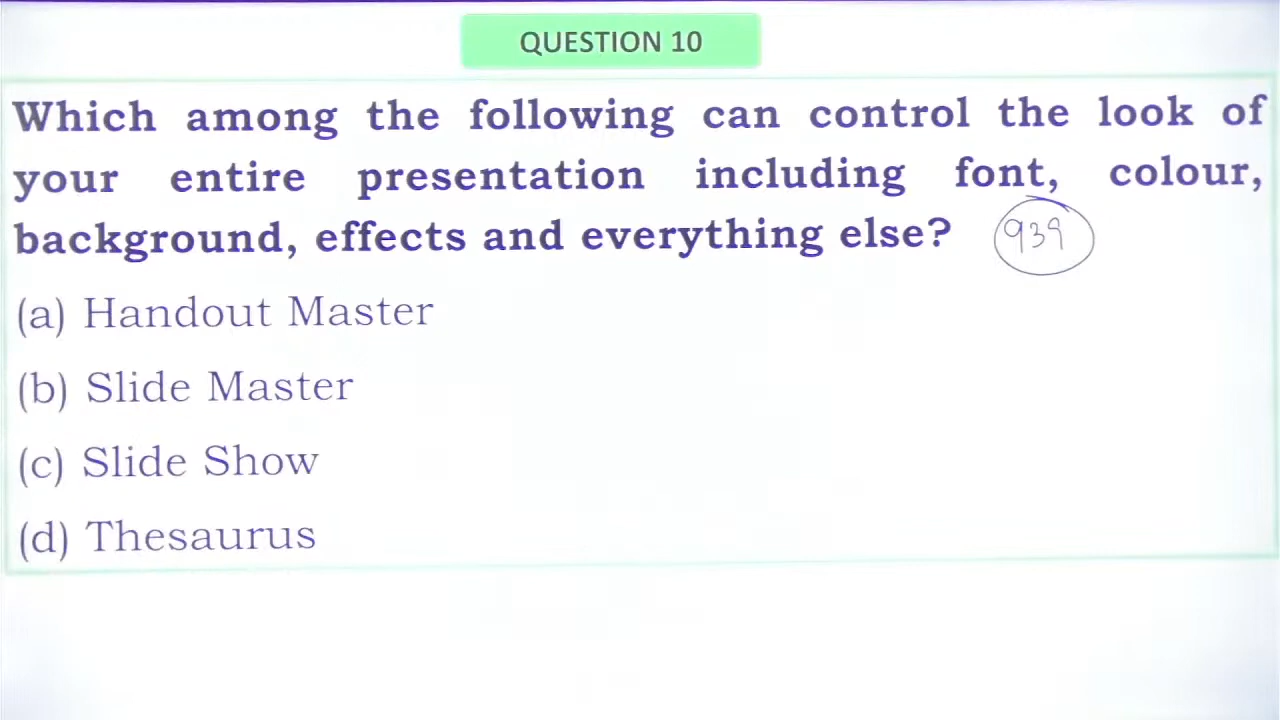 QUESTION 10
Which among the following can control the look of
your entire presentation including font, colour,
background, effects and everything else? 939
(a) Handout Master
(b) Slide Master
(c) Slide Show
(d) Thesaurus